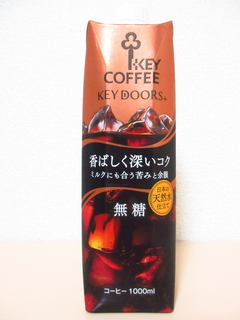 KEY
COFFEE
KEY DOORS+
香ばしく深いコク
ミルクにも合う苦みと余韻
日本の
天然水
仕立て
無糖
コーヒー 1000ml